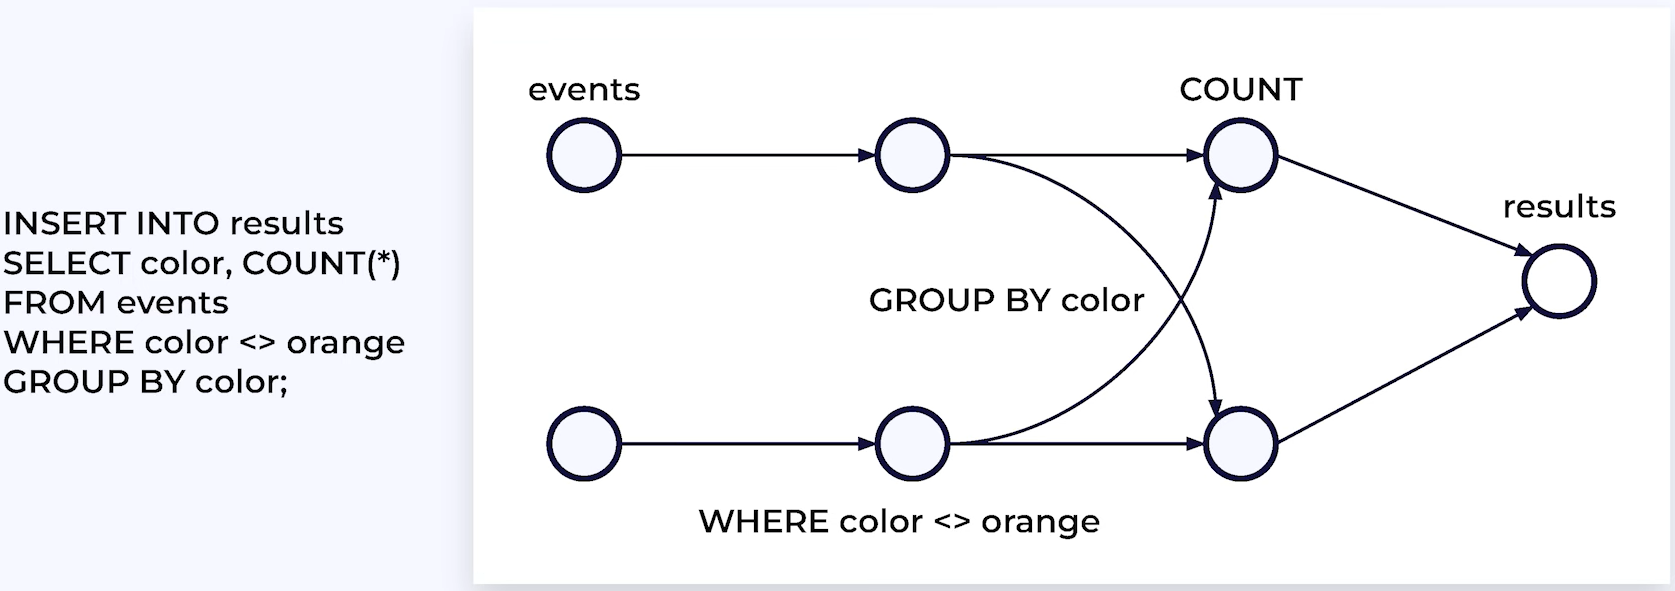 INSERT INTO results
SELECT color, COUNT(*)
FROM events
WHERE color <> orange
GROUP BY color;
events
COUNT
results
GROUP BY color
WHERE color <> orange